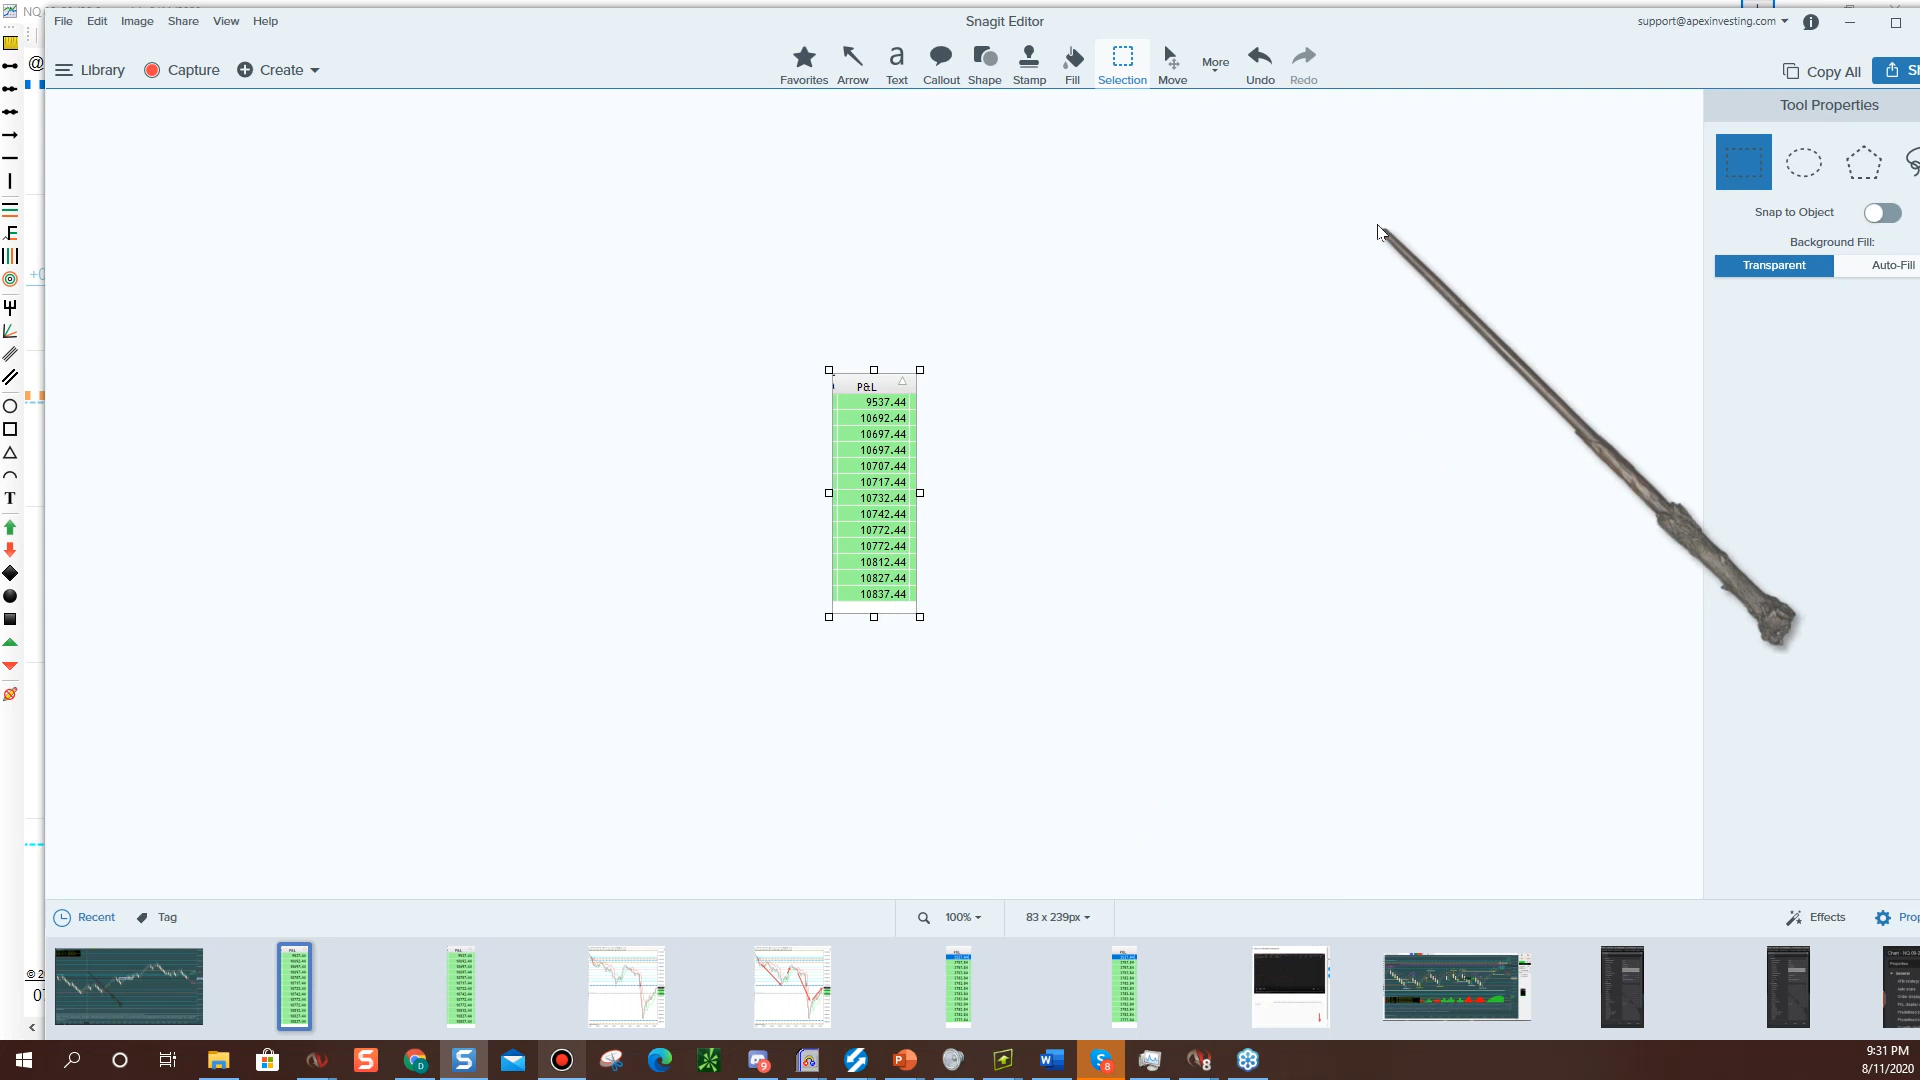 File Edit Image Share View Help
Snagit Editor
support@apexinvesting.com
Library Capture Create
Favorites Arrow Text Callout Shape Stamp Fill Selection Move More Undo Redo
Copy All
Tool Properties
Snap to Object
Background Fill:
Transparent Auto-Fill
P&L
9537.44
10692.44
10697.44
10697.44
10707.44
10717.44
10732.44
10742.44
10772.44
10772.44
10812.44
10827.44
10837.44
Recent Tag 100% 83 x 239px Effects
9:31 PM
8/11/2020